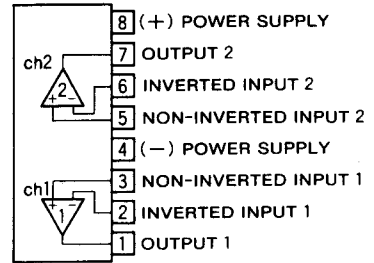 8 (+) POWER SUPPLY
7 OUTPUT 2
ch2
6 INVERTED INPUT 2
2
+ -
5 NON-INVERTED INPUT 2
4 (-) POWER SUPPLY
3 NON-INVERTED INPUT 1
ch1
+ -
1
2 INVERTED INPUT 1
1 OUTPUT 1